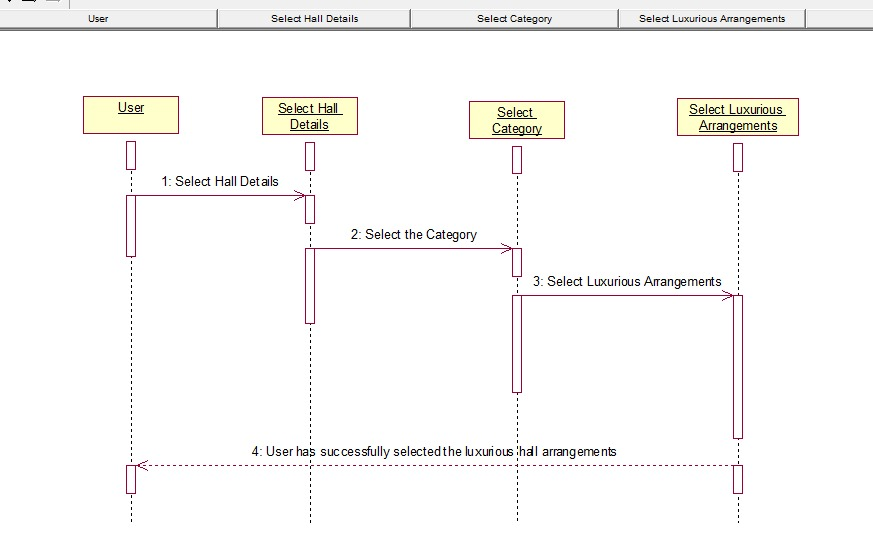 User
Select Hall Details
Select Category
Select Luxurious Arrangements
User
Select Hall
Details
Select
Category
Select Luxurious
Arrangements
1: Select Hall Details
2: Select the Category
3: Select Luxurious Arrangements
4: User has successfully selected the luxurious hall arrangements